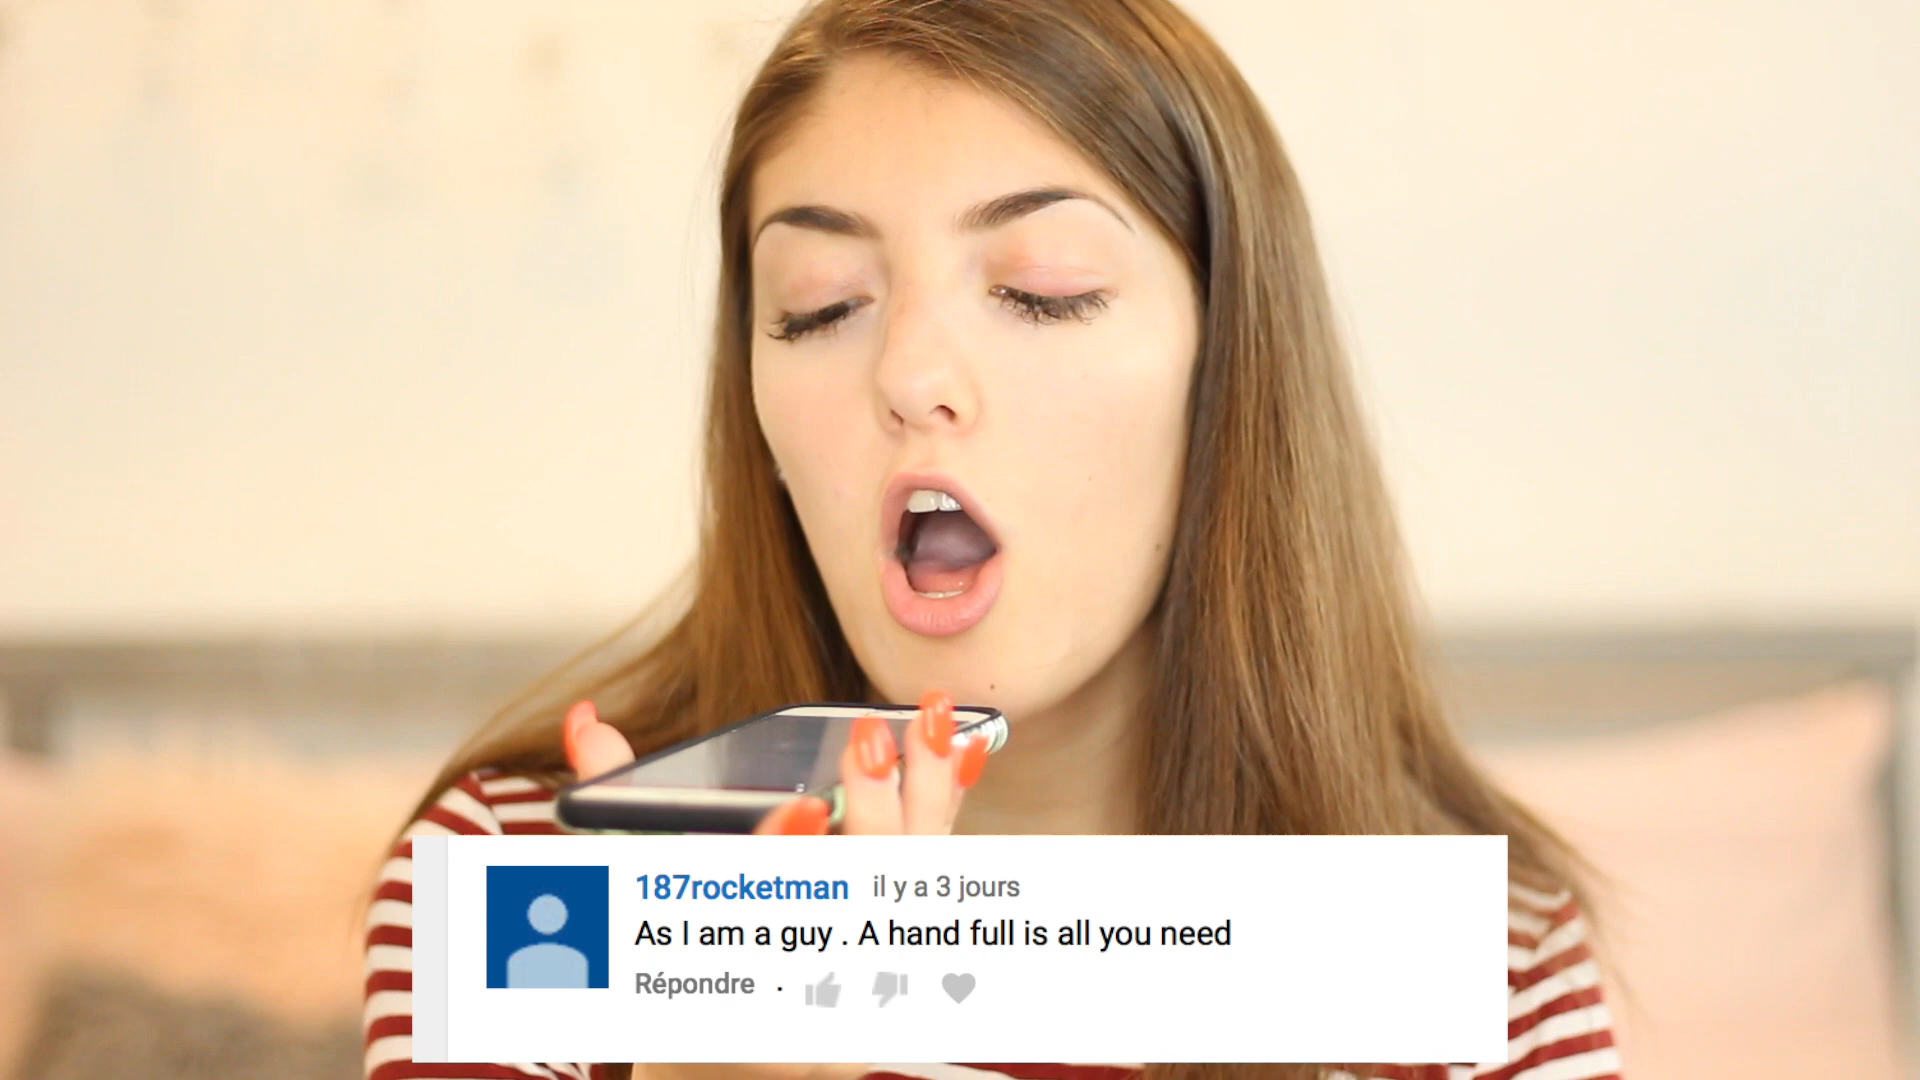 187rocketman il y a 3 jours
As I am a guy . A hand full is all you need
Répondre